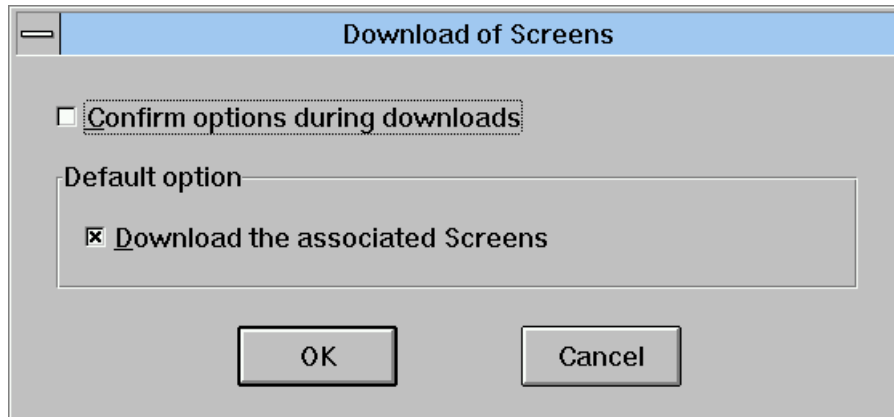 Download of Screens
Confirm options during downloads
Default option
Download the associated Screens
OK
Cancel